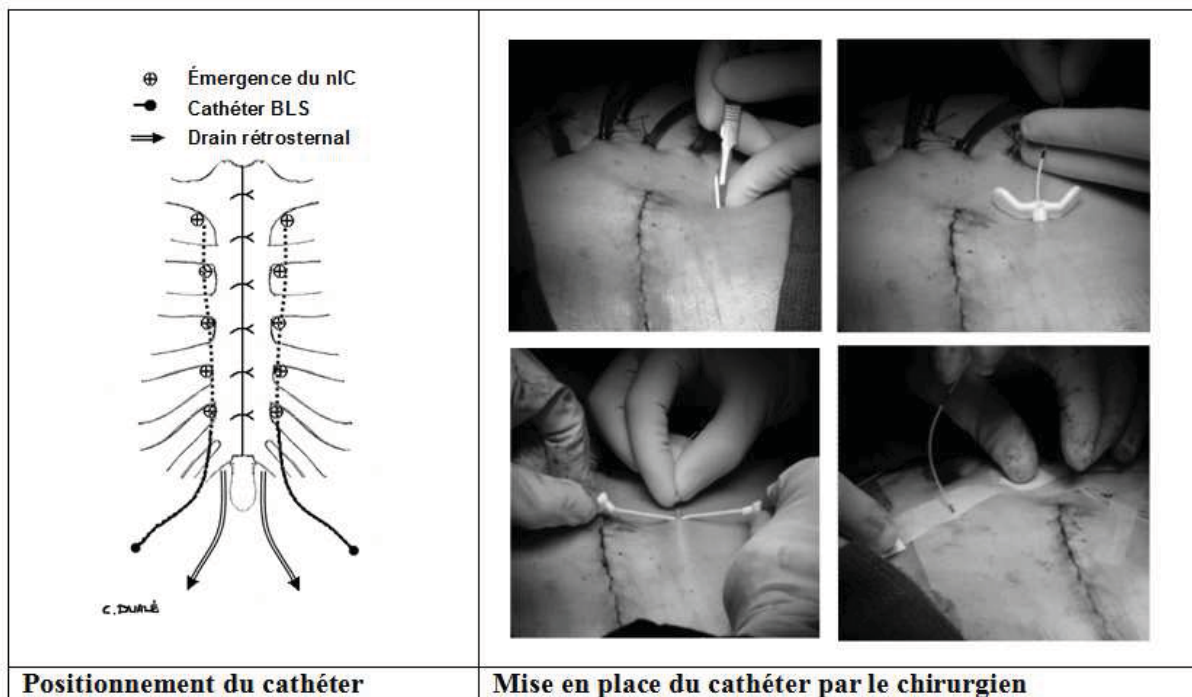 Émergence du nIC
Cathéter BLS
Drain rétrosternal
C. DUALÉ
Positionnement du cathéter
Mise en place du cathéter par le chirurgien